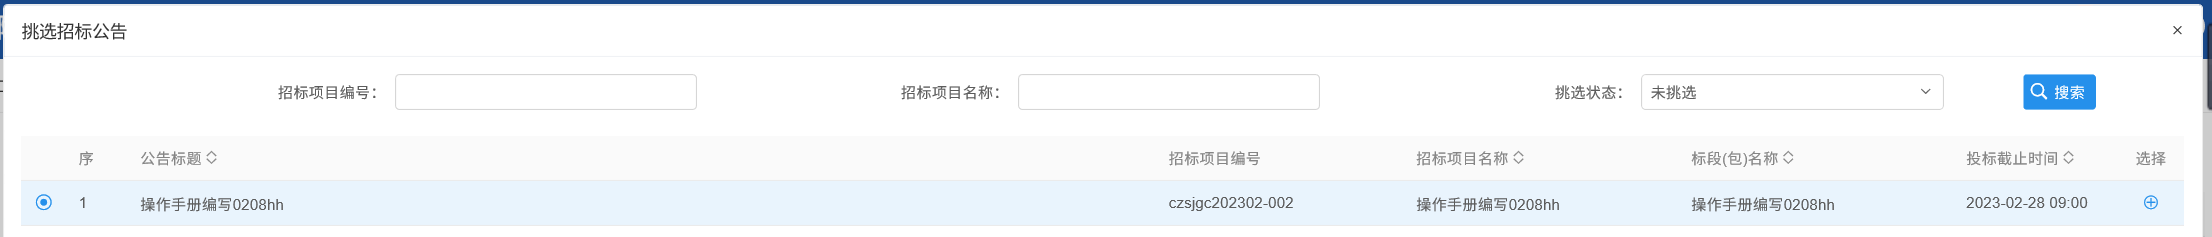 挑选招标公告
招标项目编号： 招标项目名称： 挑选状态： 未挑选 搜索
序 公告标题 招标项目编号 招标项目名称 标段(包)名称 投标截止时间 选择
1 操作手册编写0208hh czsjgc202302-002 操作手册编写0208hh 操作手册编写0208hh 2023-02-28 09:00